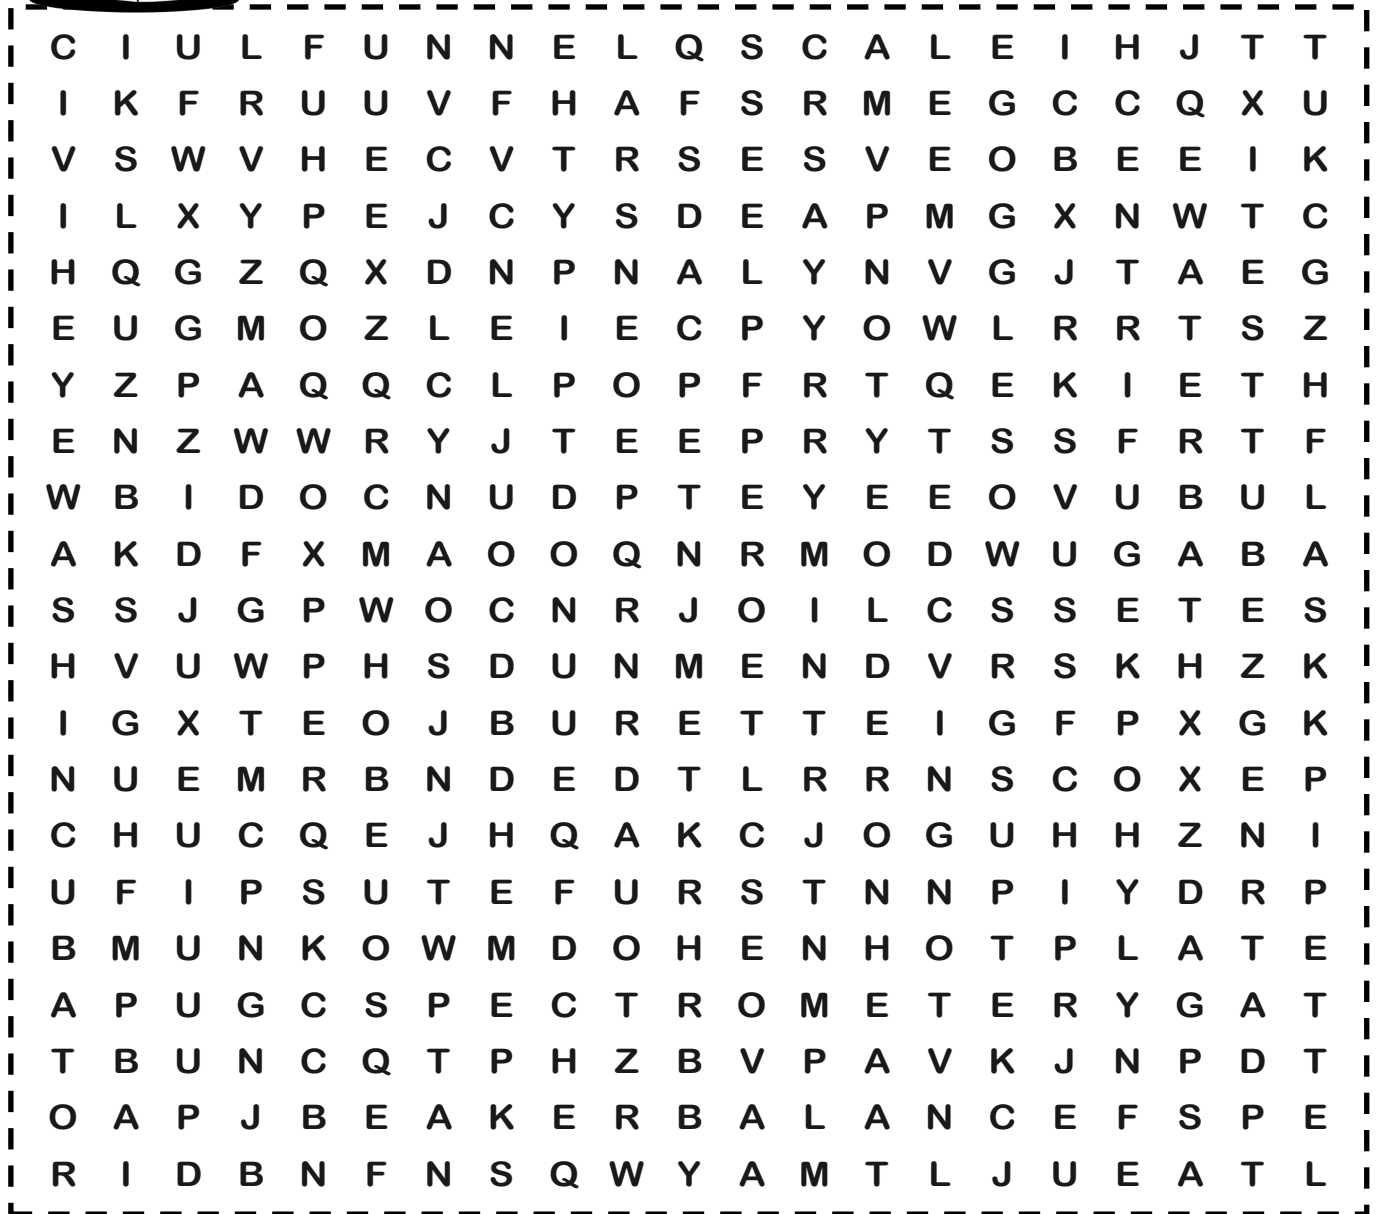 C I U L F U N N E L Q S C A L E I H J T T
I K F R U U V F H A F S R M E G C C Q X U
V S W V H E C V T R S E S V E O B E E I K
I L X Y P E J C Y S D E A P M G X N W T C
H Q G Z Q X D N P N A L Y N V G J T A E G
E U G M O Z L E I E C P Y O W L R R T S Z
Y Z P A Q Q C L P O P F R T Q E K I E T H
E N Z W W R Y J T E E P R Y T S S F R T F
W B I D O C N U D P T E Y E E O V U B U L
A K D F X M A O O Q N R M O D W U G A B A
S S J G P W O C N R J O I L C S S E T E S
H V U W P H S D U N M E N D V R S K H Z K
I G X T E O J B U R E T T E I G F P X G K
N U E M R B N D E D T L R R N S C O X E P
C H U C Q E J H Q A K C J O G U H H Z N I
U F I P S U T E F U R S T N N P I Y D R P
B M U N K O W M D O H E N H O T P L A T E
A P U G C S P E C T R O M E T E R Y G A T
T B U N C Q T P H Z B V P A V K J N P D T
O A P J B E A K E R B A L A N C E F S P E
R I D B N F N S Q W Y A M T L J U E A T L